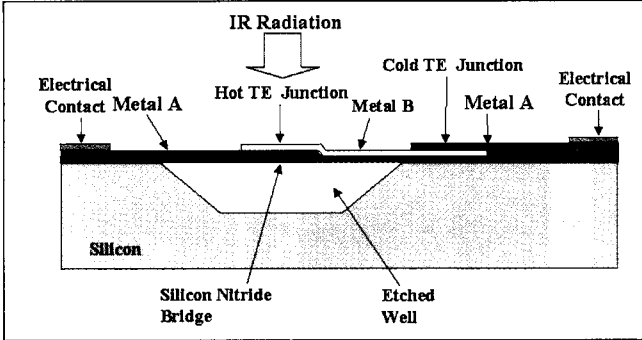 IR Radiation
Electrical
Contact
Metal A
Hot TE Junction
Cold TE Junction
Metal B
Metal A
Electrical
Contact
Silicon
Silicon Nitride
Bridge
Etched
Well